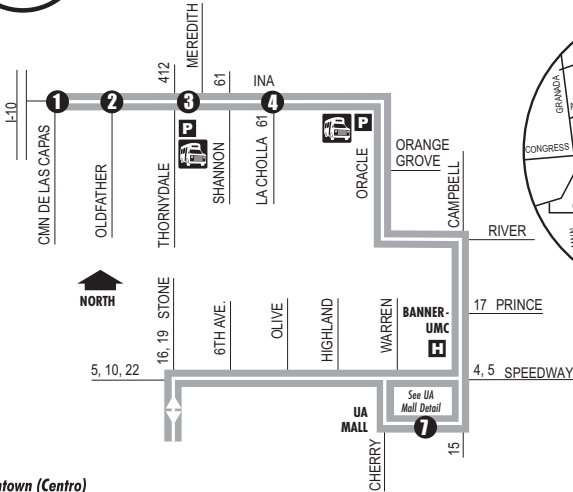 MEREDITH
412
61
INA
I-10
1
2
3
4
P
P
CMN DE LAS CAPAS
OLDFATHER
THORNYDALE
SHANNON
LA CHOLLA 61
ORACLE
ORANGE
GROVE
CAMPBELL
GRANADA
CONGRESS
RIVER
NORTH
16, 19 STONE
6TH AVE.
OLIVE
HIGHLAND
WARREN
BANNER-
UMC
H
17 PRINCE
5, 10, 22
4, 5 SPEEDWAY
See UA
Mall Detail
UA
MALL
7
CHERRY
15
ntown (Centro)